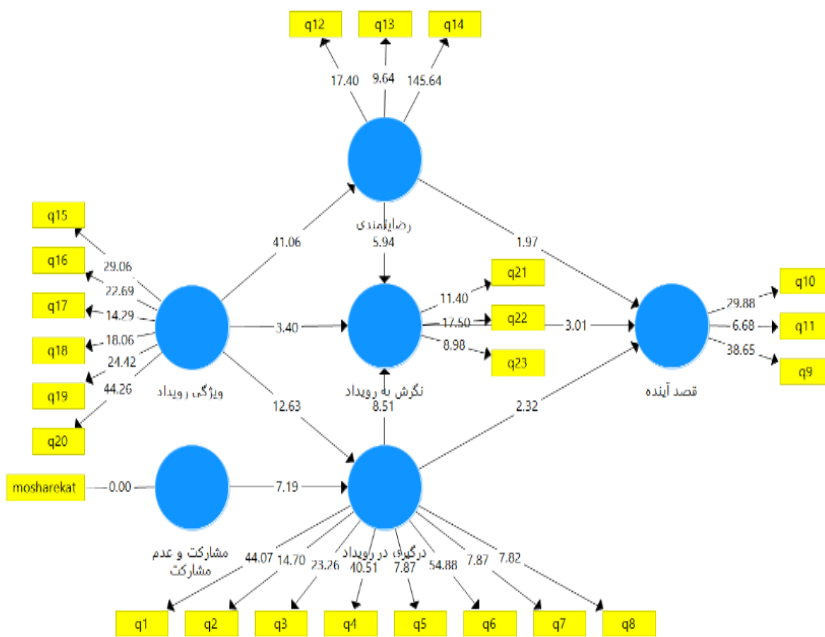 q12 q13 q14
17.40 9.64 145.64
رضایتمندی
5.94
q15
q16
q17
q18
q19
q20
29.06
22.69
14.29
18.06
24.42
44.26
ویژگی رویداد
41.06
3.40
12.63
1.97
q21
q22
q23
11.40
17.50
8.98
نگرش به رویداد
8.51
3.01
2.32
q10
q11
q9
29.88
6.68
38.65
قصد آینده
mosharekat
0.00
7.19
مشارکت و عدم
مشارکت
درگیری در رویداد
44.07 14.70 23.26 40.51 7.87 54.88 7.87 7.82
q1 q2 q3 q4 q5 q6 q7 q8